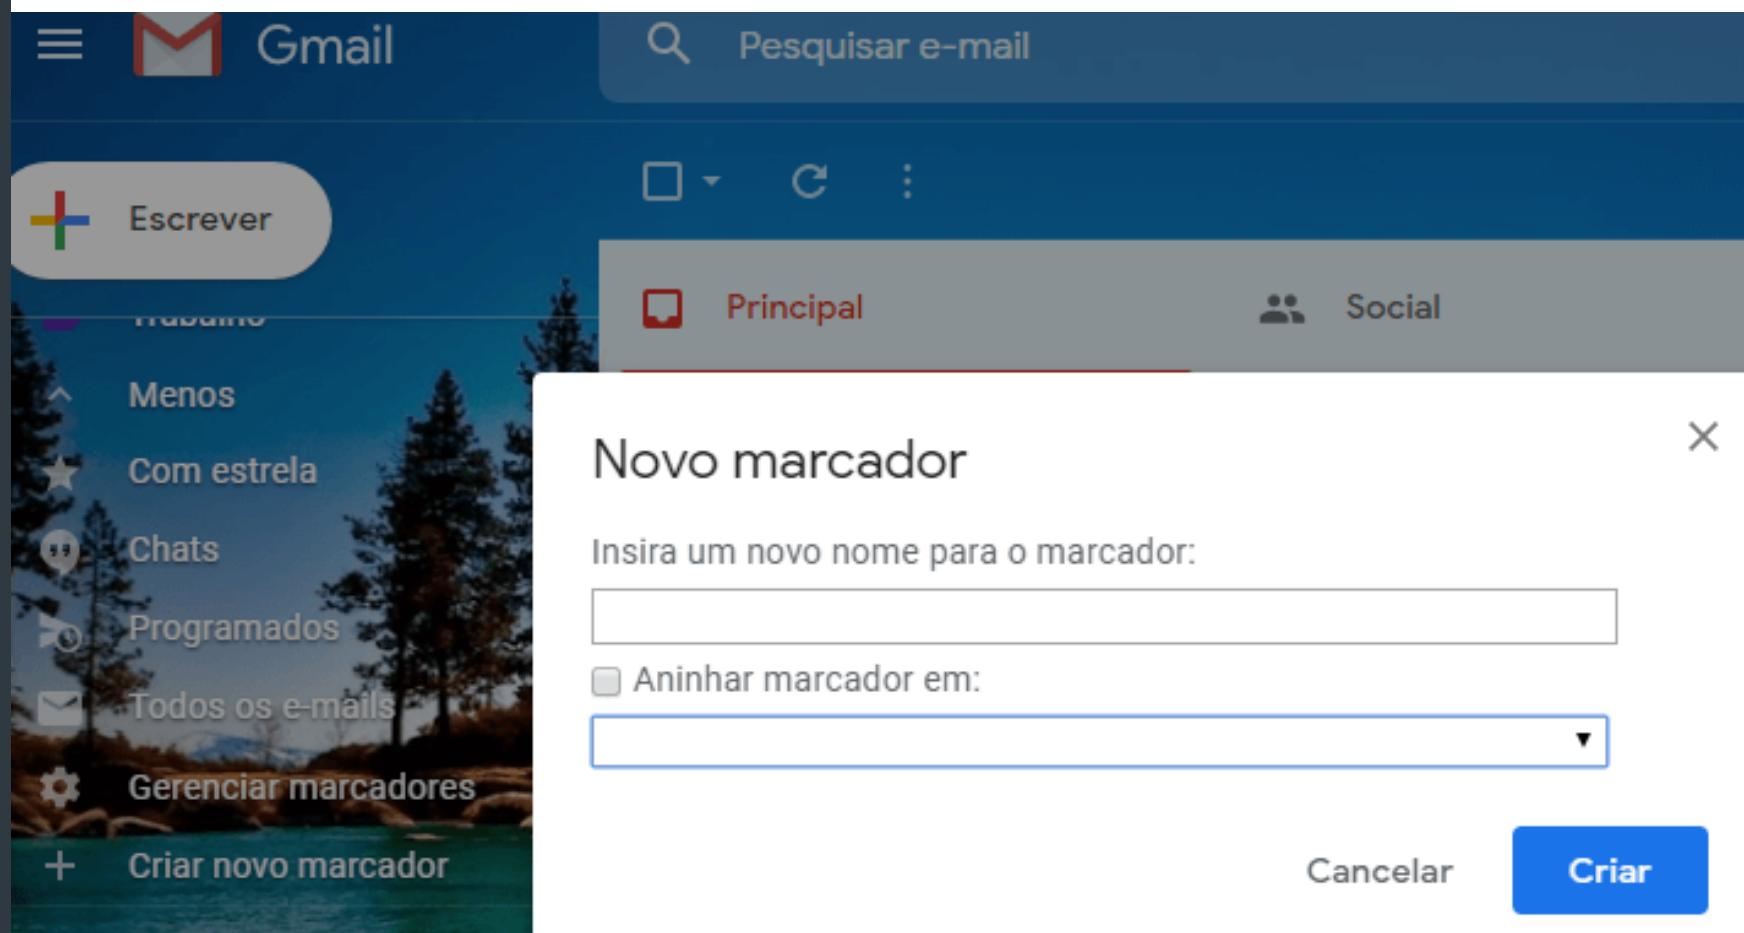 Gmail
Pesquisar e-mail
Escrever
Principal
Social
Trabalho
Menos
Com estrela
Chats
Programados
Todos os e-mails
Gerenciar marcadores
Criar novo marcador
Novo marcador
Insira um novo nome para o marcador:
Aninhar marcador em:
Cancelar
Criar